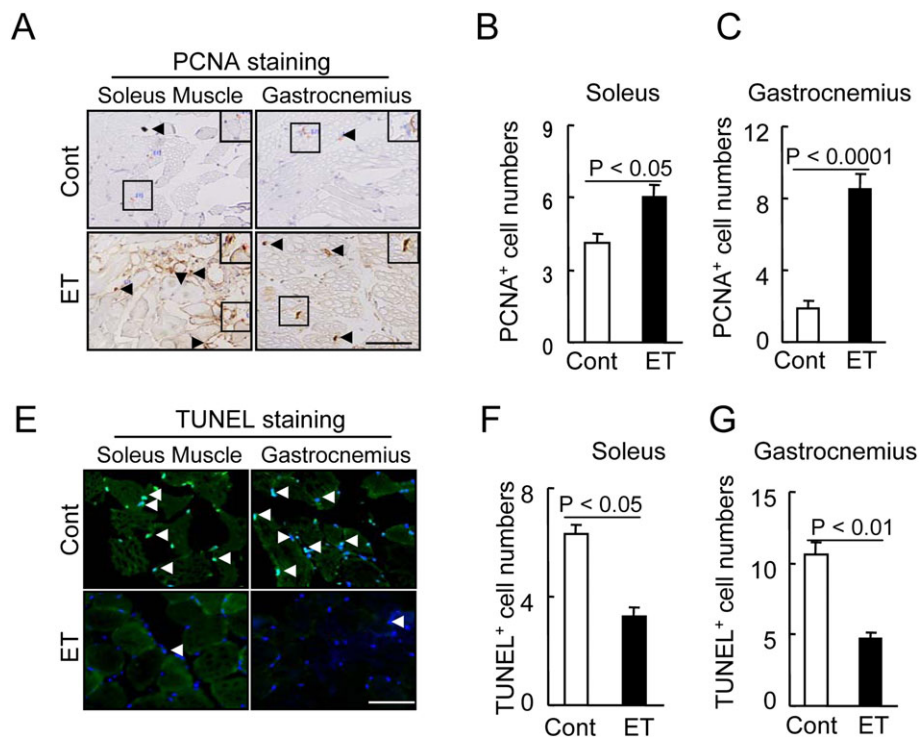 A
PCNA staining
Soleus Muscle Gastrocnemius
Cont
ET
B
Soleus
PCNA+ cell numbers
9
6
3
0
P < 0.05
Cont ET
C
Gastrocnemius
PCNA+ cell numbers
12
8
4
0
P < 0.0001
Cont ET
E
TUNEL staining
Soleus Muscle Gastrocnemius
Cont
ET
F
Soleus
TUNEL+ cell numbers
8
4
0
P < 0.05
Cont ET
G
Gastrocnemius
TUNEL+ cell numbers
15
10
5
0
P < 0.01
Cont ET